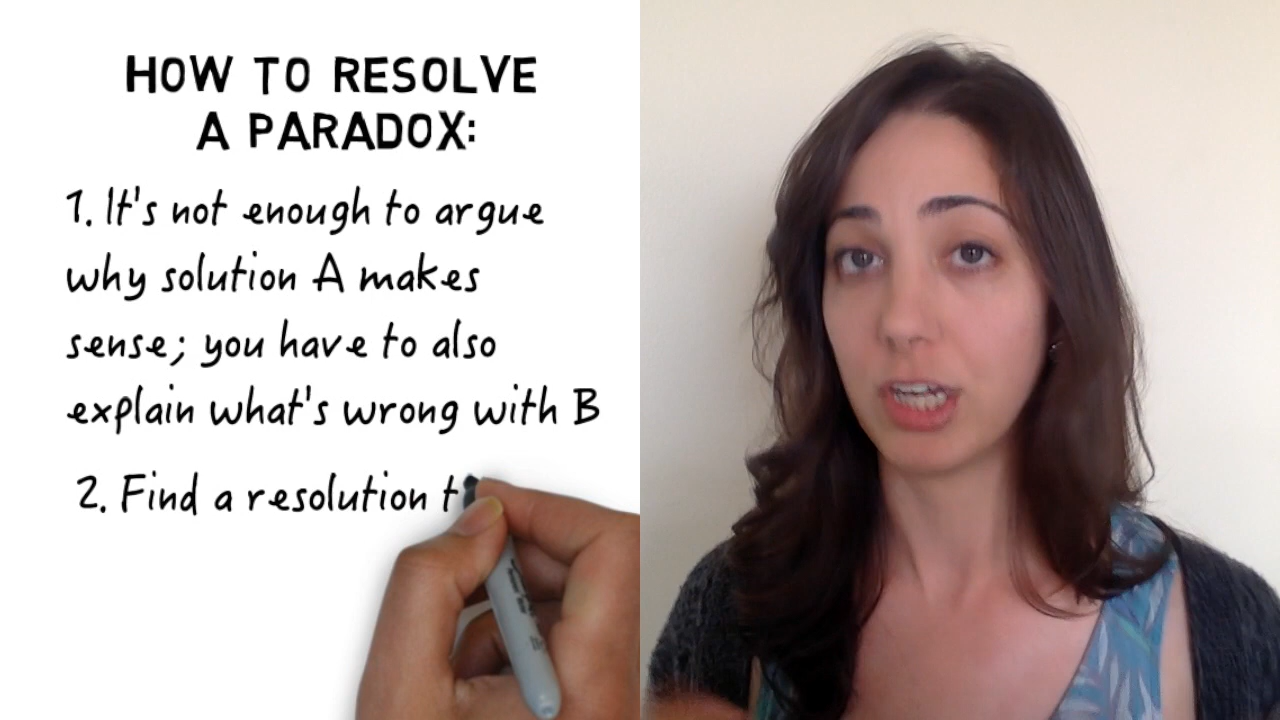 HOW TO RESOLVE
A PARADOX:
1. It's not enough to argue
why solution A makes
sense; you have to also
explain what's wrong with B
2. Find a resolution t